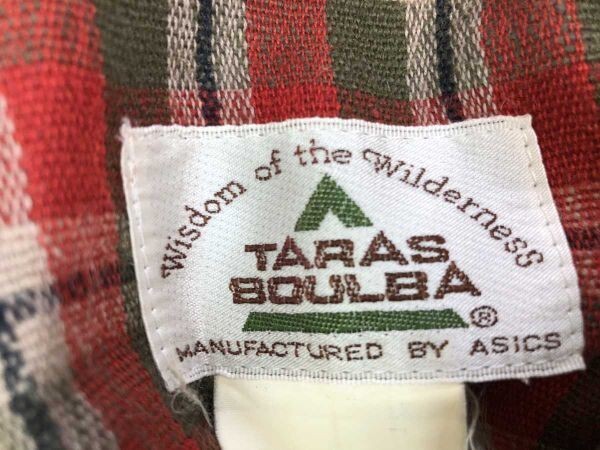 Wisdom of the Wilderness
TARAS
BOULBA®
MANUFACTURED BY ASICS